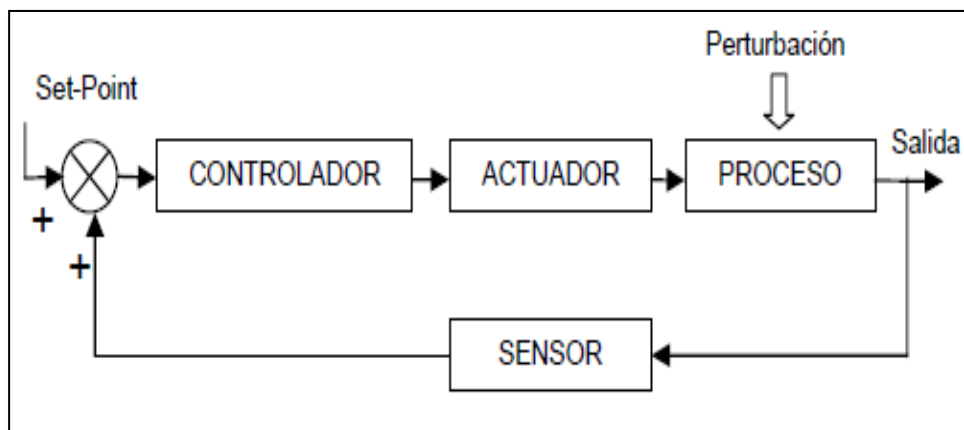 Perturbación
Set-Point
Salida
CONTROLADOR
ACTUADOR
PROCESO
+
+
SENSOR